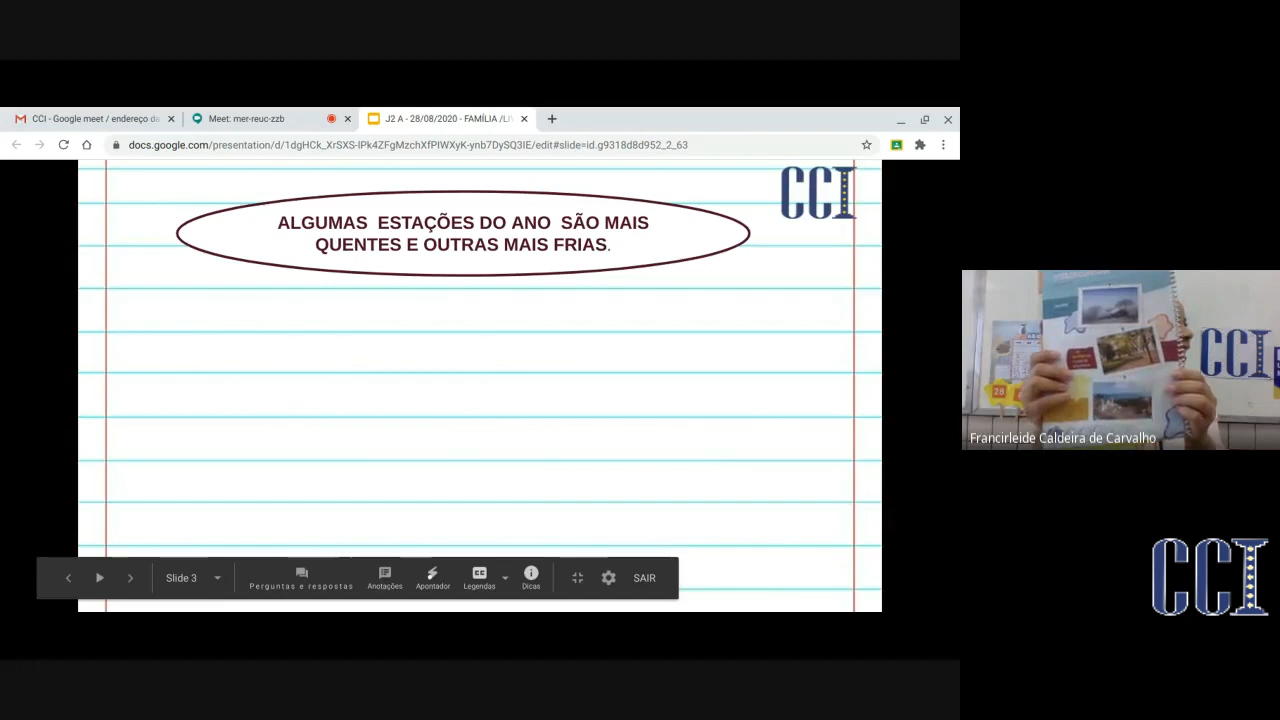 CCI - Google meet / endereço da
Meet: mer-reuc-zzb
J2 A - 28/08/2020 - FAMÍLIA /LI
docs.google.com/presentation/d/1dgHCk_XrSXS-lPk4ZFgMzchXfPIWXyK-ynb7DySQ3IE/edit#slide=id.g9318d8d952_2_63
CCI
ALGUMAS ESTAÇÕES DO ANO SÃO MAIS
QUENTES E OUTRAS MAIS FRIAS.
CCI
28
Francirleide Caldeira de Carvalho
Slide 3
Perguntas e respostas
Anotações
Apontador
Legendas
Dicas
SAIR
CCI